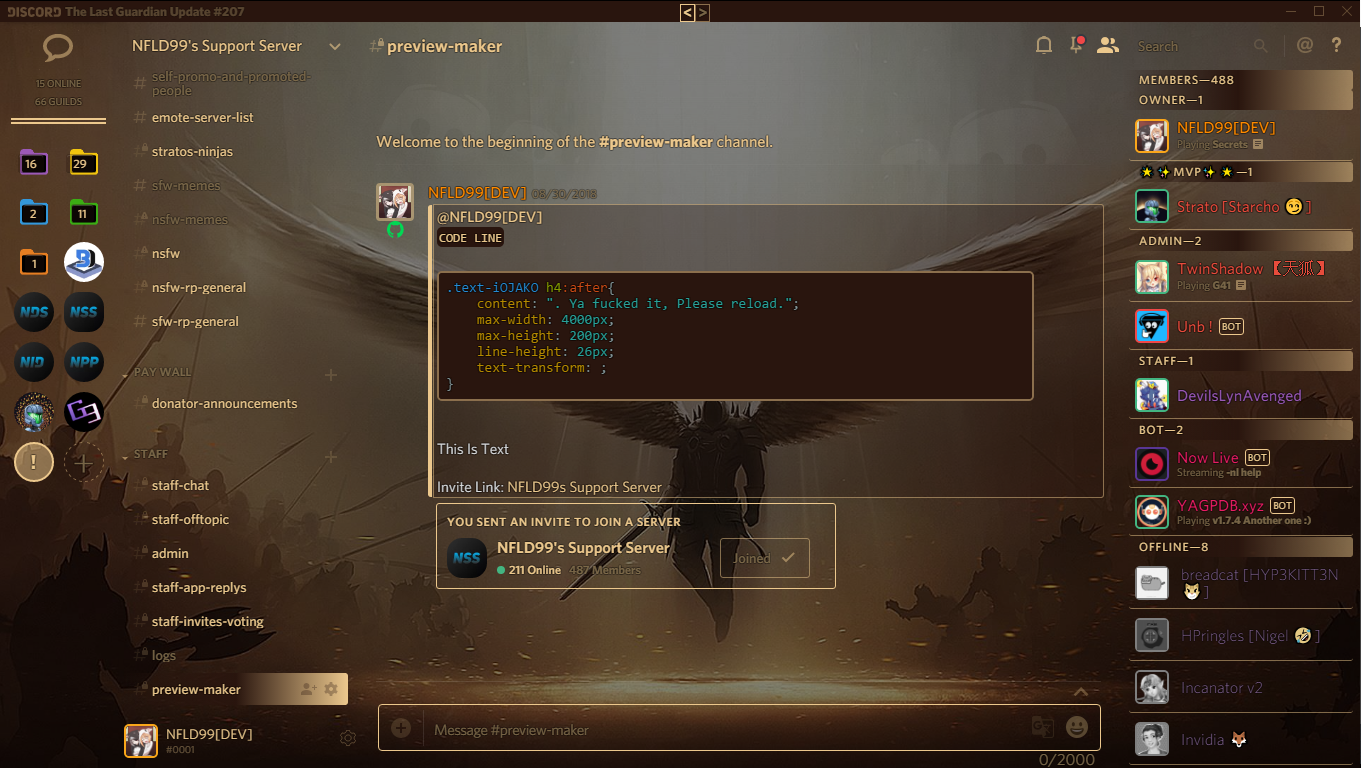 DISCORD The Last Guardian Update #207
< >
15 ONLINE
66 GUILDS
16
29
2
11
1
NDS
NSS
NID
NPP
!
NFLD99's Support Server
self-promo-and-promoted-
people
emote-server-list
stratos-ninjas
sfw-memes
nsfw-memes
nsfw
nsfw-rp-general
sfw-rp-general
PAY WALL
donator-announcements
STAFF
staff-chat
staff-offtopic
admin
staff-app-replys
staff-invites-voting
logs
preview-maker
NFLD99[DEV]
#0001
preview-maker
Search
Welcome to the beginning of the #preview-maker channel.
NFLD99[DEV] 08/30/2018
@NFLD99[DEV]
CODE LINE
.text-iOJAKO h4:after{
content: ". Ya fucked it, Please reload.";
max-width: 4000px;
max-height: 200px;
line-height: 26px;
text-transform: ;
}
This Is Text
Invite Link: NFLD99s Support Server
YOU SENT AN INVITE TO JOIN A SERVER
NSS
NFLD99's Support Server
211 Online 487 Members
Joined
Message #preview-maker
0/2000
MEMBERS—488
OWNER—1
NFLD99[DEV]
Playing Secrets
MVP —1
Strato [Starcho 😏 ]
ADMIN—2
TwinShadow 【天狐】
Playing G41
Unb ! BOT
STAFF—1
DevilsLynAvenged
BOT—2
Now Live BOT
Streaming -nl help
YAGPDB.xyz BOT
Playing v1.7.4 Another one :)
OFFLINE—8
breadcat [HYP3KITT3N
🐱 ]
HPringles [Nigel 🤣 ]
Incanator v2
Invidia 🦊